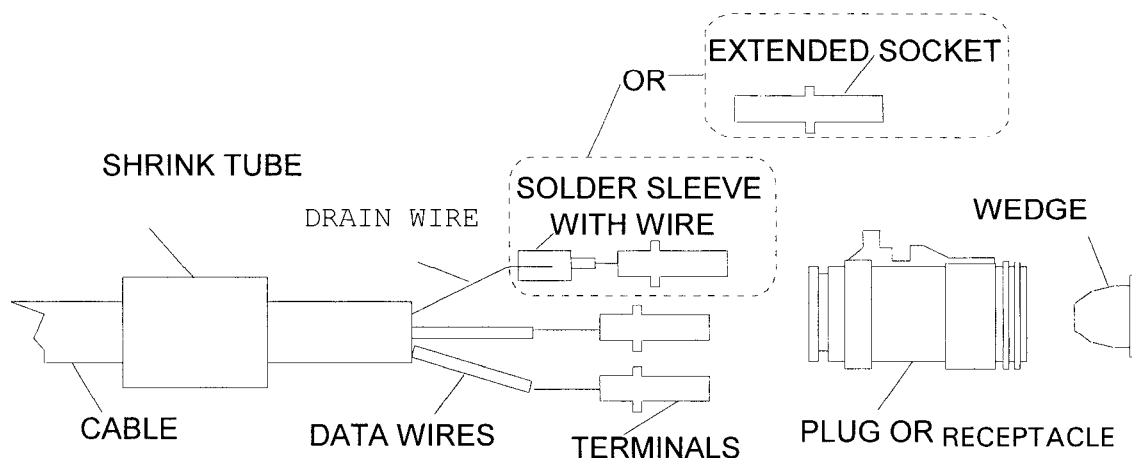 EXTENDED SOCKET
OR
SHRINK TUBE
SOLDER SLEEVE
WITH WIRE
DRAIN WIRE
WEDGE
CABLE
DATA WIRES
TERMINALS
PLUG OR RECEPTACLE